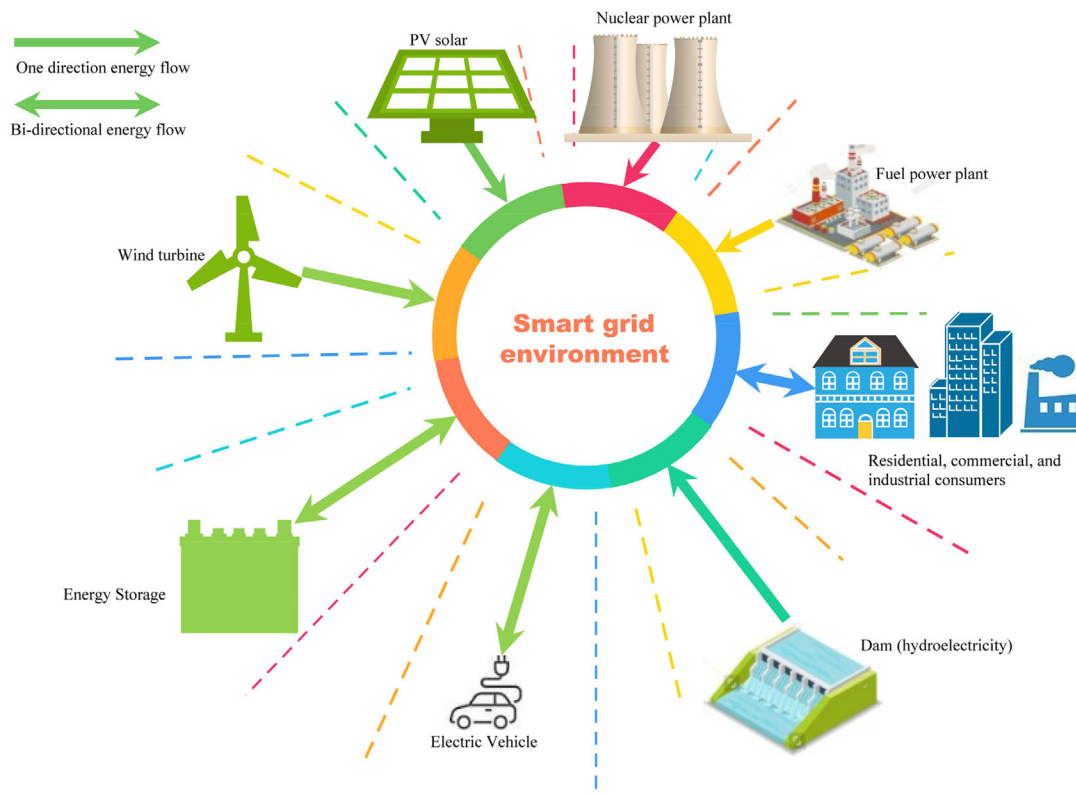 Nuclear power plant
PV solar
One direction energy flow
Bi-directional energy flow
Fuel power plant
Wind turbine
Smart grid
environment
Residential, commercial, and
industrial consumers
Energy Storage
Dam (hydroelectricity)
Electric Vehicle